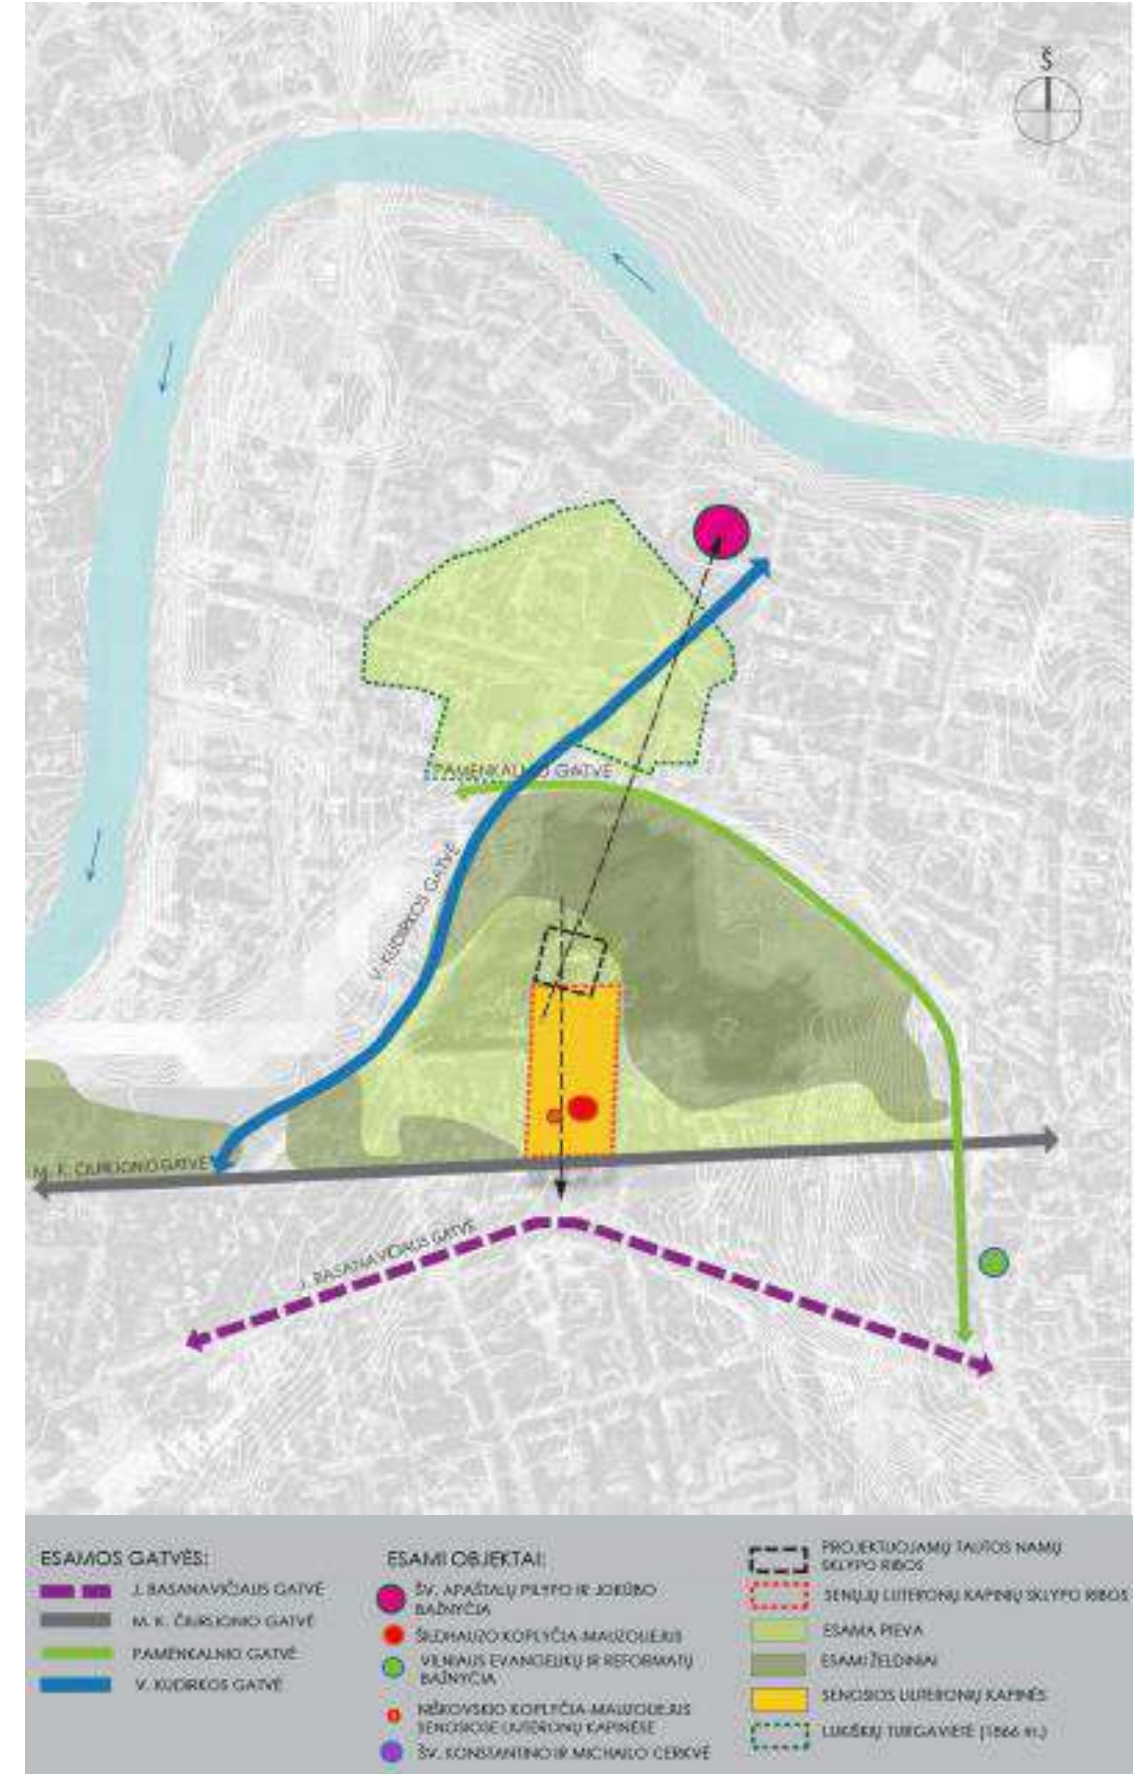 Š
PAMĖNKALNIO GATVĖ
V. KUDIRKOS GATVĖ
M. K. ČIURLIONIO GATVĖ
J. BASANAVIČIAUS GATVĖ
ESAMOS GATVĖS:
J. BASANAVIČIAUS GATVĖ
M. K. ČIURLIONIO GATVĖ
PAMĖNKALNIO GATVĖ
V. KUDIRKOS GATVĖ
ESAMI OBJEKTAI:
ŠV. APAŠTALŲ PILYPO IR JOKŪBO
BAŽNYČIA
ŠILDHAUZO KOPLYČIA-MAUZOLIEJUS
VILNIAUS EVANGELIKŲ IR REFORMATŲ
BAŽNYČIA
NIŠKOVSKIO KOPLYČIA-MAUZOLIEJUS
SENOSIOSE LIUTERONŲ KAPINĖSE
ŠV. KONSTANTINO IR MICHAILO CERKVĖ
PROJEKTUOJAMŲ TAUTOS NAMŲ
SKLYPO RIBOS
SENŲJŲ LIUTERONŲ KAPINIŲ SKLYPO RIBOS
ESAMA PIEVA
ESAMI ŽELDINIAI
SENOSIOS LIUTERONŲ KAPINĖS
LUKIŠKIŲ TURGAVIETĖ (1866 m.)